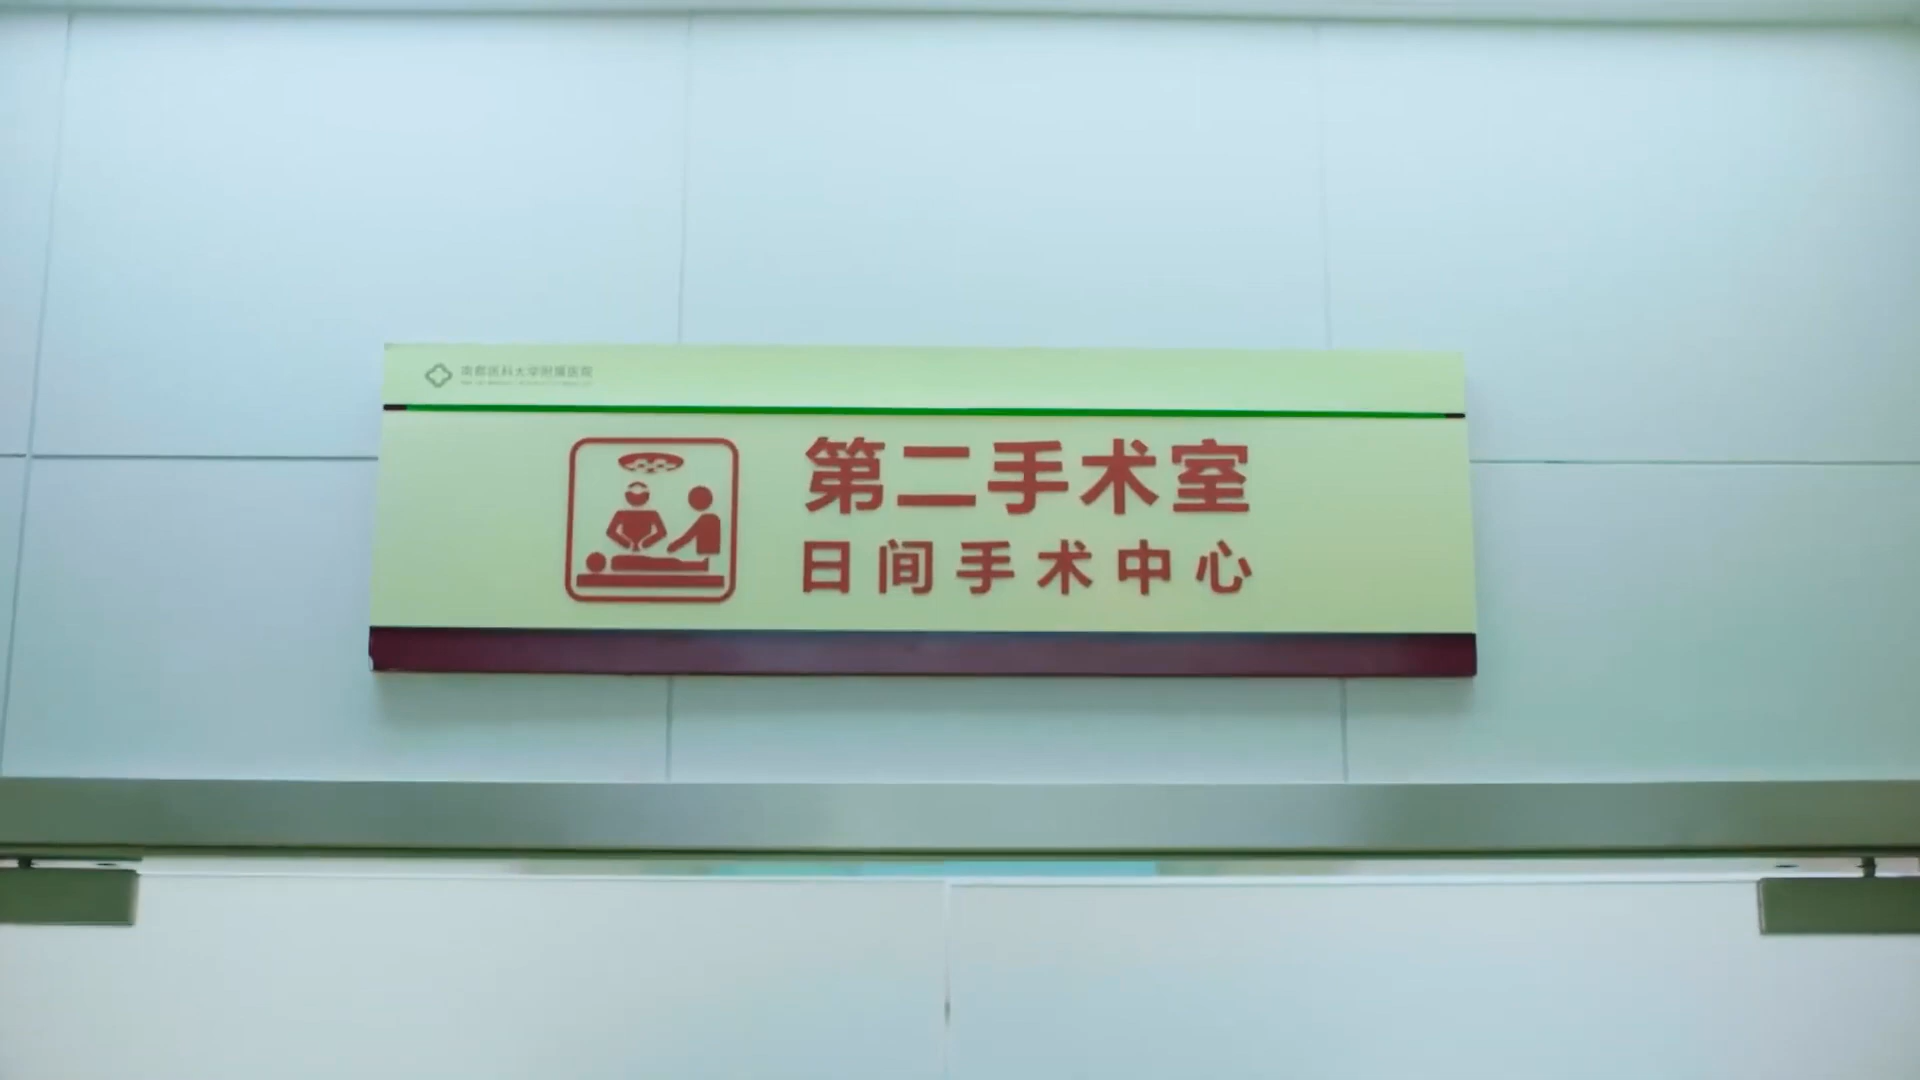 南都医科大学附属医院
第二手术室
日间手术中心